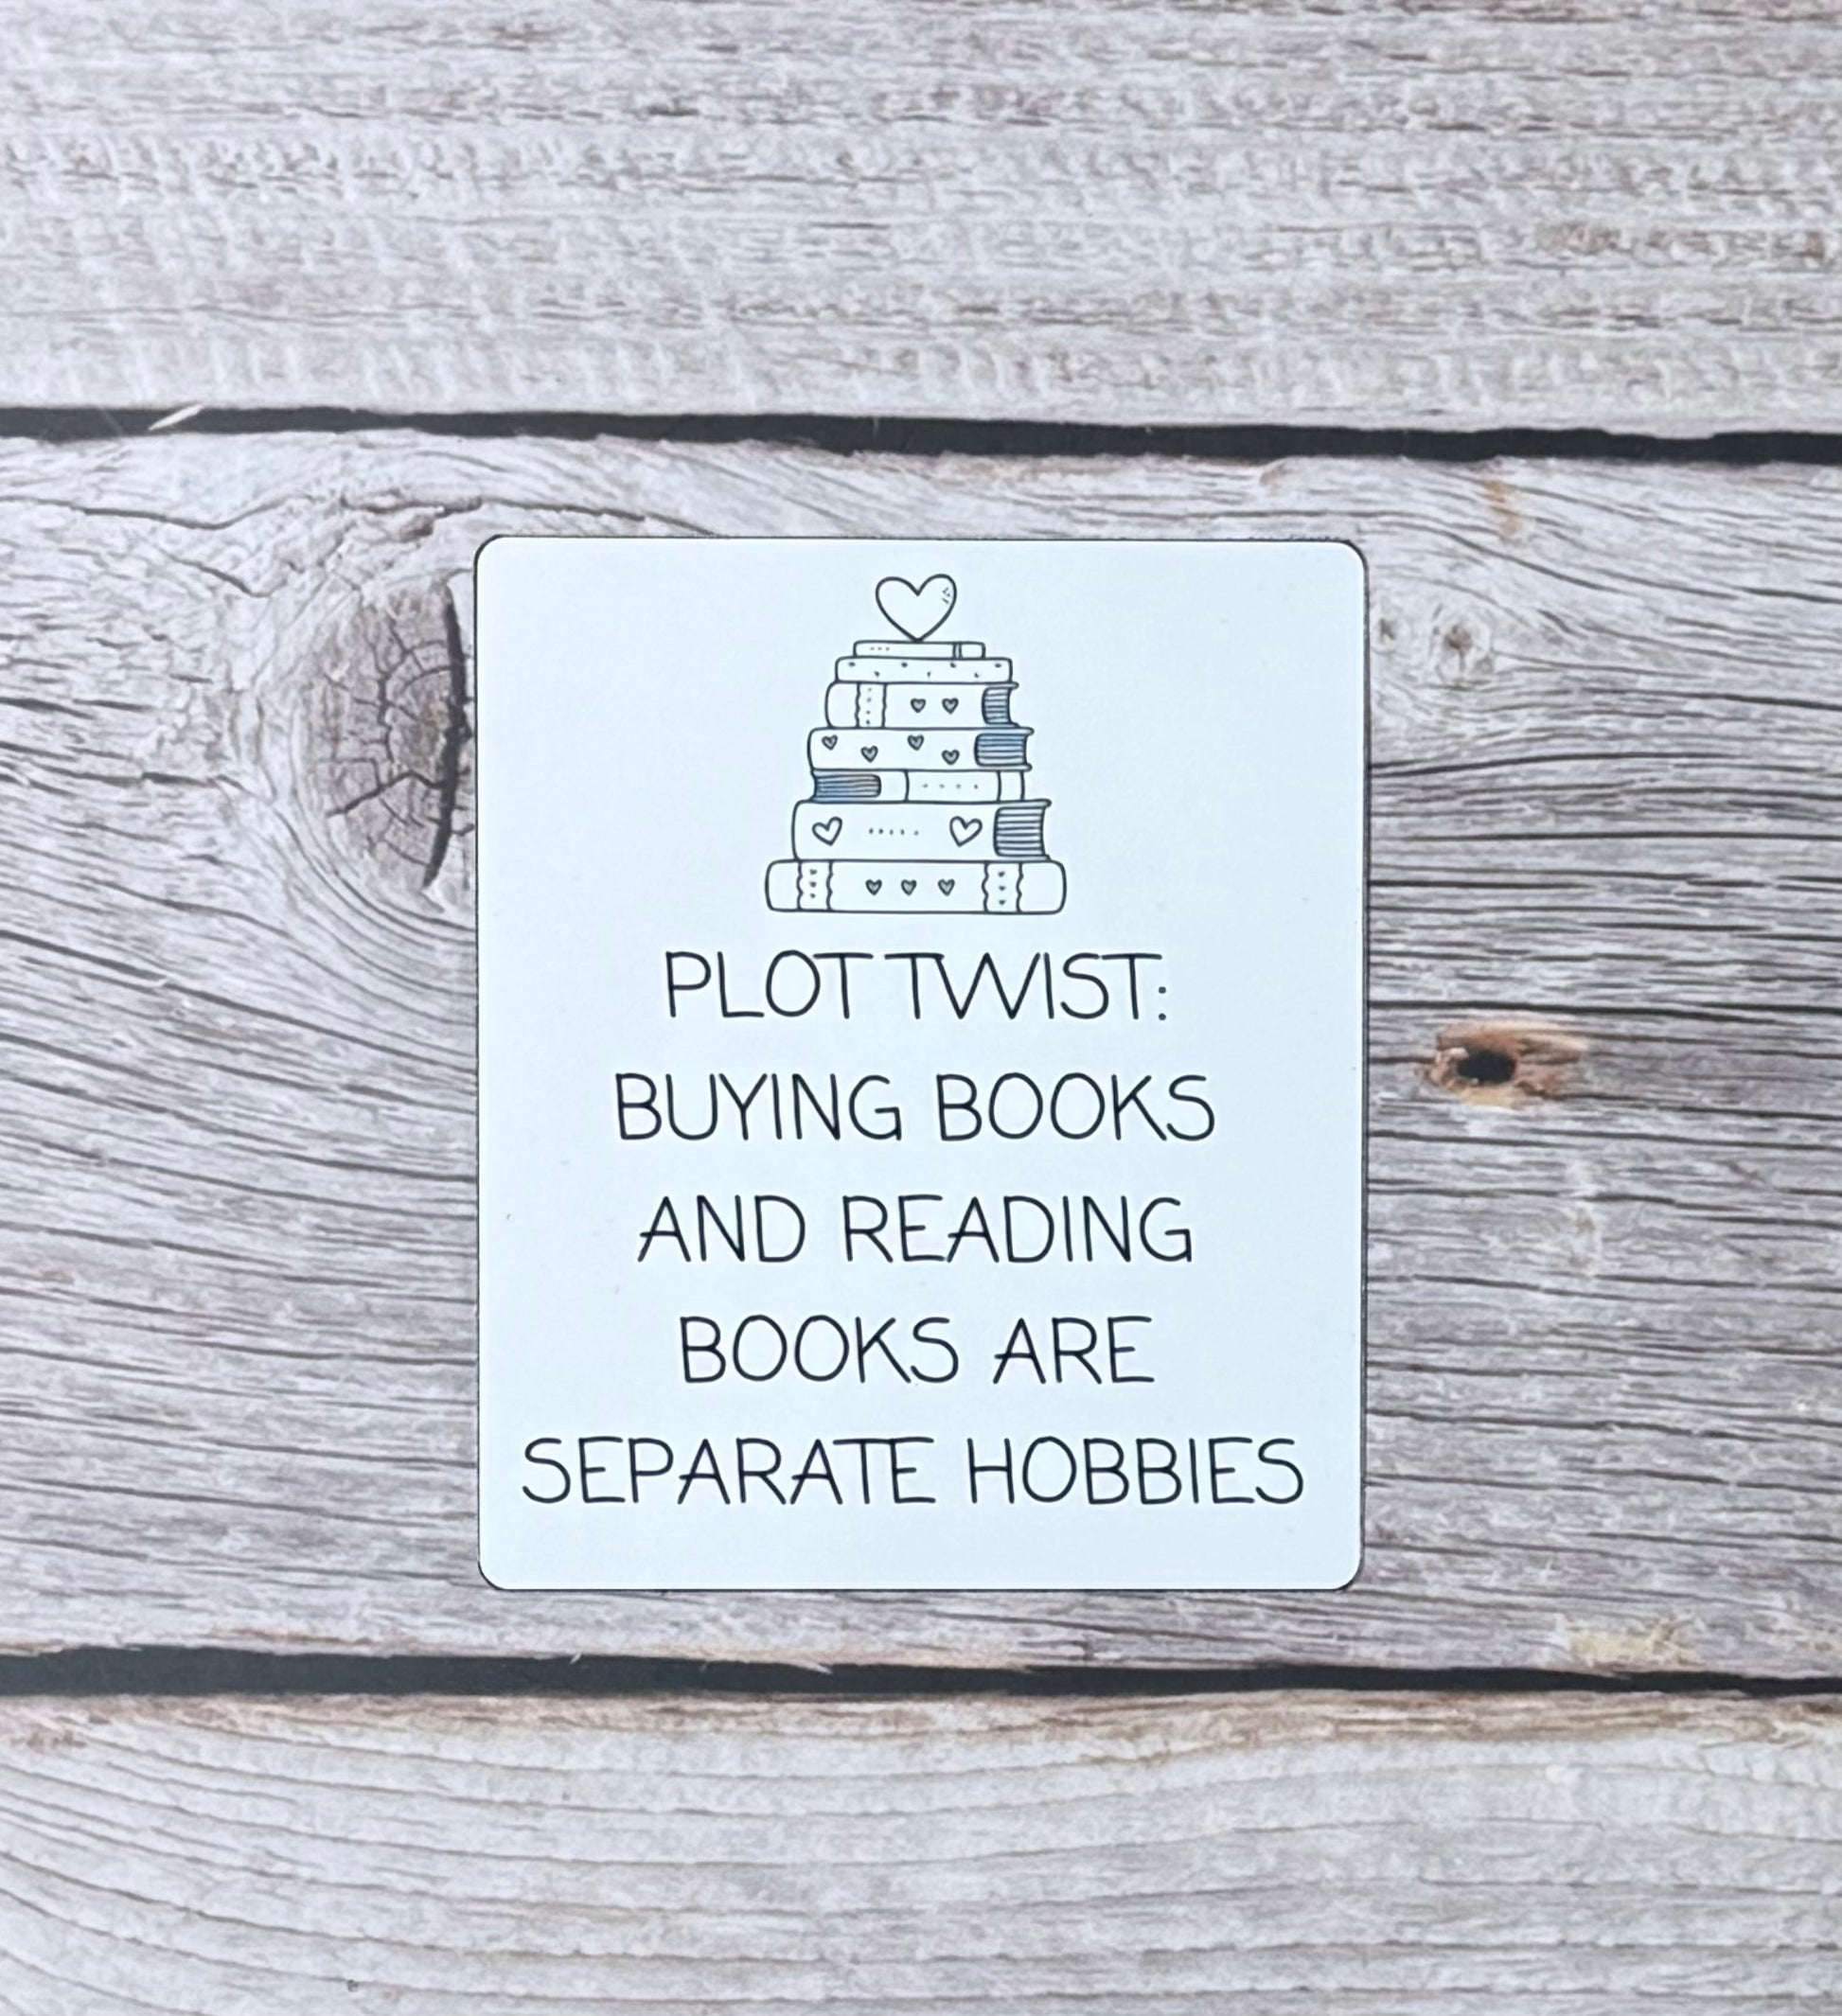 PLOT TWIST:
BUYING BOOKS
AND READING
BOOKS ARE
SEPARATE HOBBIES